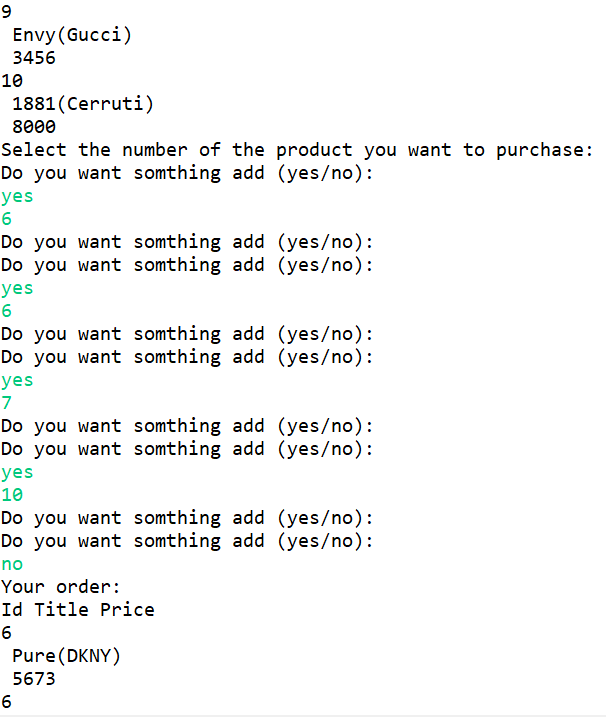 9
Envy(Gucci)
3456
10
1881(Cerruti)
8000
Select the number of the product you want to purchase:
Do you want somthing add (yes/no):
yes
6
Do you want somthing add (yes/no):
Do you want somthing add (yes/no):
yes
6
Do you want somthing add (yes/no):
Do you want somthing add (yes/no):
yes
7
Do you want somthing add (yes/no):
Do you want somthing add (yes/no):
yes
10
Do you want somthing add (yes/no):
Do you want somthing add (yes/no):
no
Your order:
Id Title Price
6
Pure(DKNY)
5673
6